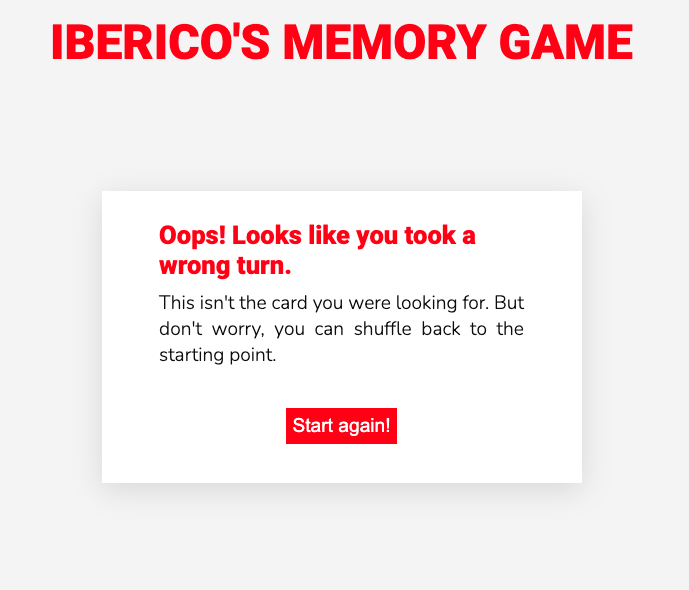 IBERICO'S MEMORY GAME
Oops! Looks like you took a
wrong turn.
This isn't the card you were looking for. But
don't worry, you can shuffle back to the
starting point.
Start again!